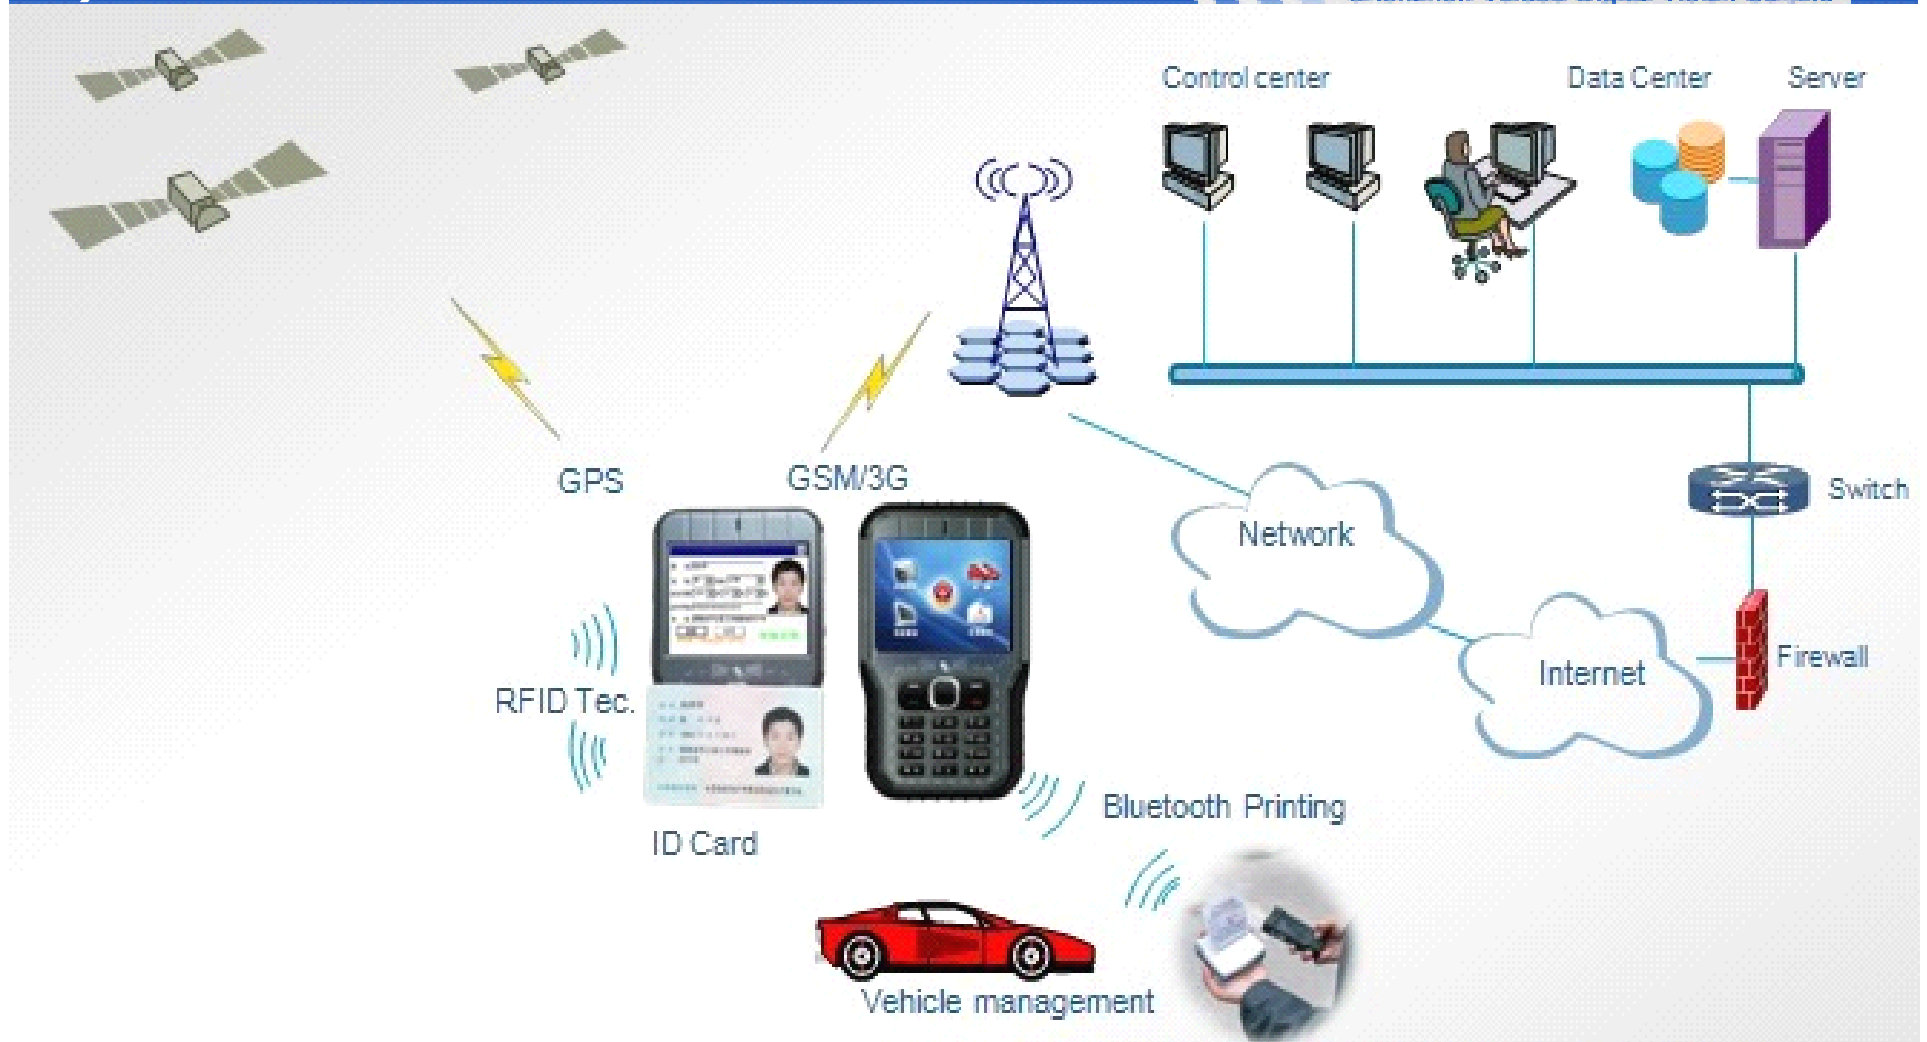 Control center
Data Center
Server
GPS
GSM/3G
Switch
Network
Internet
Firewall
RFID Tec.
Bluetooth Printing
ID Card
Vehicle management